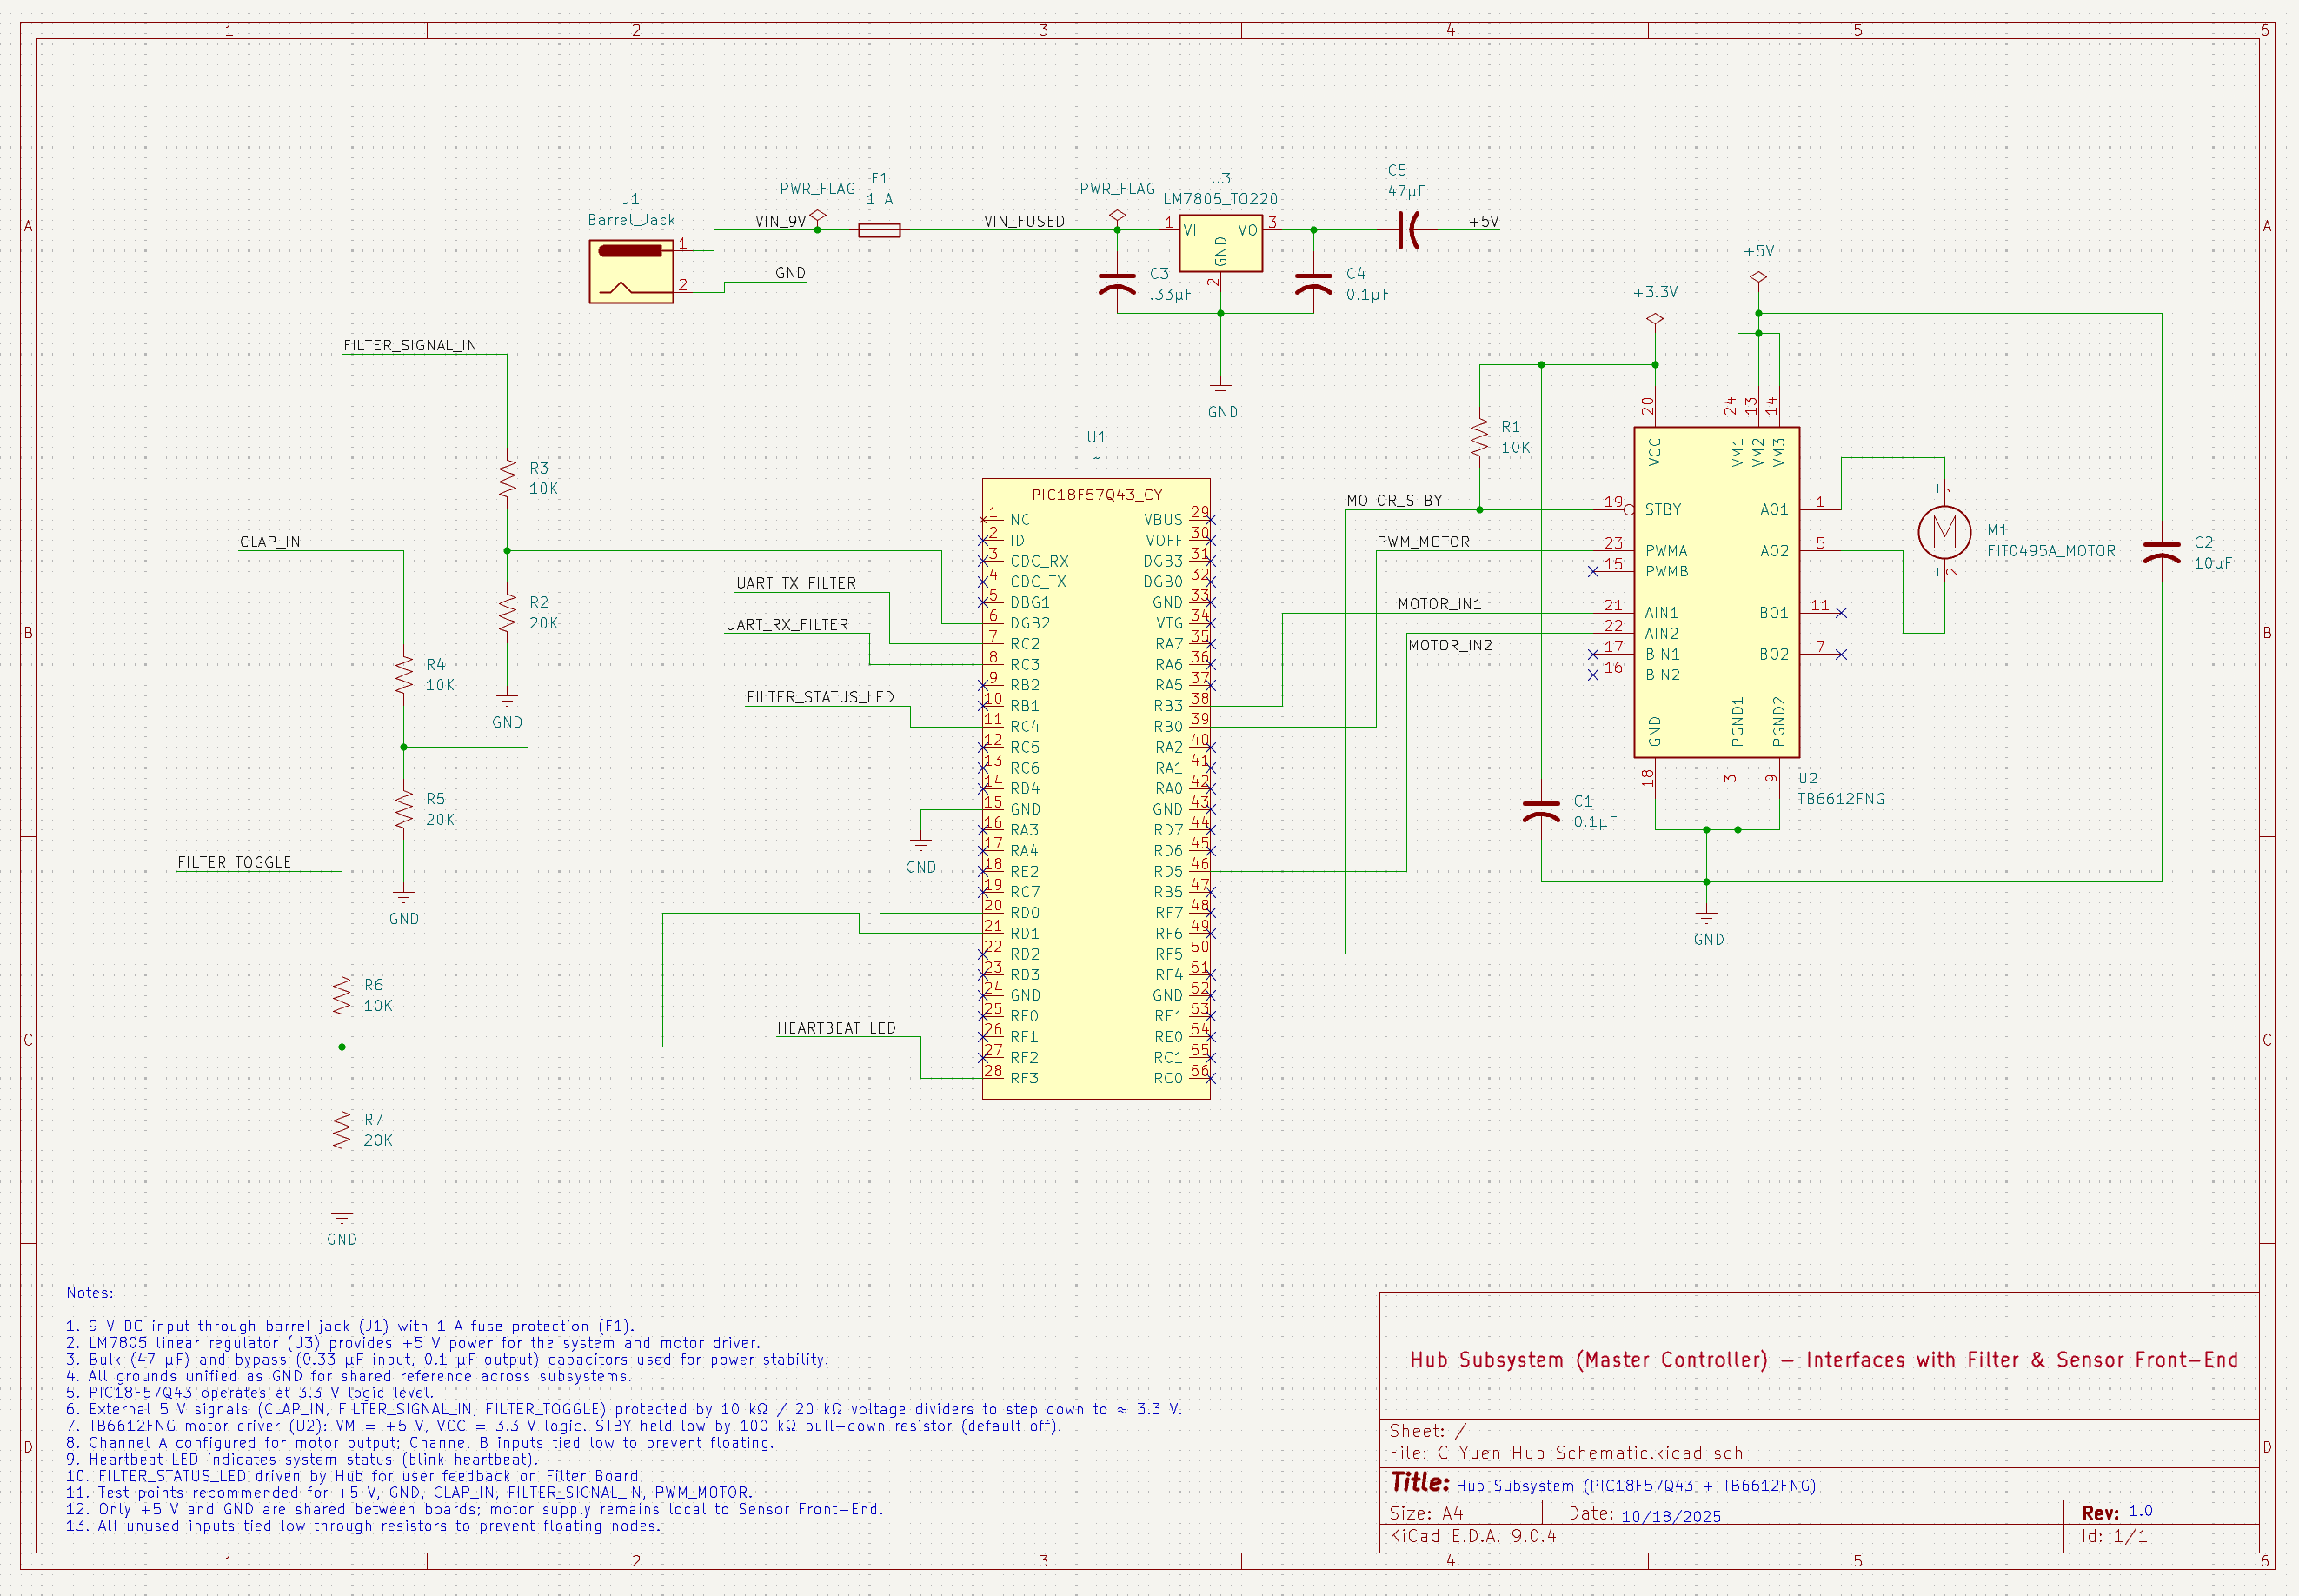 1 2 3 4 5 6
A
B
C
D
A
B
C
D
J1
Barrel_Jack
1
2
VIN_9V
GND
PWR_FLAG
F1
1 A
VIN_FUSED
PWR_FLAG
U3
LM7805_TO220
1 VI
VO 3
GND
2
C3
.33µF
C4
0.1µF
C5
47µF
+5V
GND
FILTER_SIGNAL_IN
R3
10K
R2
20K
GND
CLAP_IN
R4
10K
R5
20K
GND
FILTER_TOGGLE
R6
10K
R7
20K
GND
UART_TX_FILTER
UART_RX_FILTER
FILTER_STATUS_LED
GND
HEARTBEAT_LED
U1
~
PIC18F57Q43_CY
1 NC VBUS 29
2 ID VOFF 30
3 CDC_RX DGB3 31
4 CDC_TX DGB0 32
5 DBG1 GND 33
6 DGB2 VTG 34
7 RC2 RA7 35
8 RC3 RA6 36
9 RB2 RA5 37
10 RB1 RB3 38
11 RC4 RB0 39
12 RC5 RA2 40
13 RC6 RA1 41
14 RD4 RA0 42
15 GND GND 43
16 RA3 RD7 44
17 RA4 RD6 45
18 RE2 RD5 46
19 RC7 RB5 47
20 RD0 RF7 48
21 RD1 RF6 49
22 RD2 RF5 50
23 RD3 RF4 51
24 GND GND 52
25 RF0 RE1 53
26 RF1 RE0 54
27 RF2 RC1 55
28 RF3 RC0 56
+3.3V
+5V
R1
10K
MOTOR_STBY
PWM_MOTOR
MOTOR_IN1
MOTOR_IN2
20 24 13 14
VCC VM1 VM2 VM3
19 STBY AO1 1
23 PWMA AO2 5
15 PWMB
21 AIN1 BO1 11
22 AIN2
17 BIN1 BO2 7
16 BIN2
GND PGND1 PGND2
18 3 9
U2
TB6612FNG
+ 1
M
- 2
M1
FIT0495A_MOTOR
C2
10µF
C1
0.1µF
GND
Notes:
1. 9 V DC input through barrel jack (J1) with 1 A fuse protection (F1).
2. LM7805 linear regulator (U3) provides +5 V power for the system and motor driver.
3. Bulk (47 µF) and bypass (0.33 µF input, 0.1 µF output) capacitors used for power stability.
4. All grounds unified as GND for shared reference across subsystems.
5. PIC18F57Q43 operates at 3.3 V logic level.
6. External 5 V signals (CLAP_IN, FILTER_SIGNAL_IN, FILTER_TOGGLE) protected by 10 kΩ / 20 kΩ voltage dividers to step down to ≈ 3.3 V.
7. TB6612FNG motor driver (U2): VM = +5 V, VCC = 3.3 V logic. STBY held low by 100 kΩ pull-down resistor (default off).
8. Channel A configured for motor output; Channel B inputs tied low to prevent floating.
9. Heartbeat LED indicates system status (blink heartbeat).
10. FILTER_STATUS_LED driven by Hub for user feedback on Filter Board.
11. Test points recommended for +5 V, GND, CLAP_IN, FILTER_SIGNAL_IN, PWM_MOTOR.
12. Only +5 V and GND are shared between boards; motor supply remains local to Sensor Front-End.
13. All unused inputs tied low through resistors to prevent floating nodes.
Hub Subsystem (Master Controller) – Interfaces with Filter & Sensor Front-End
Sheet: /
File: C_Yuen_Hub_Schematic.kicad_sch
Title: Hub Subsystem (PIC18F57Q43 + TB6612FNG)
Size: A4 Date: 10/18/2025 Rev: 1.0
KiCad E.D.A. 9.0.4 Id: 1/1
1 2 3 4 5 6